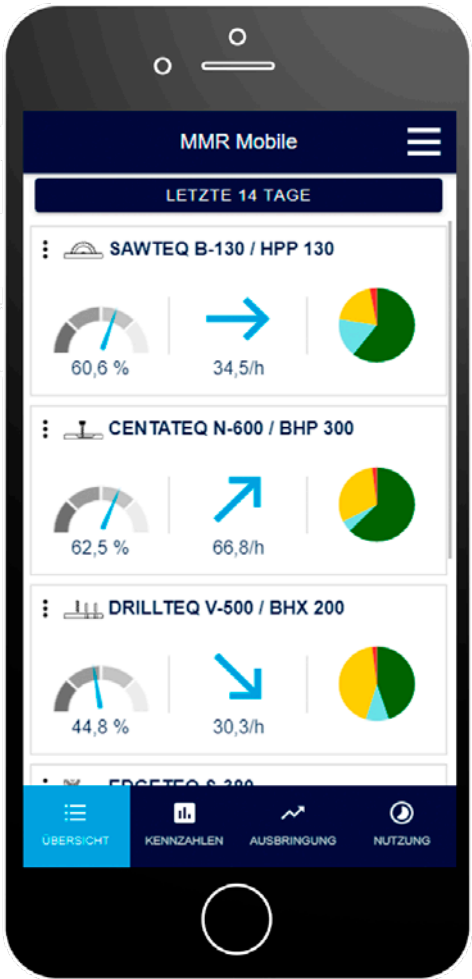 MMR Mobile
LETZTE 14 TAGE
SAWTEQ B-130 / HPP 130
60,6 %
34,5/h
CENTATEQ N-600 / BHP 300
62,5 %
66,8/h
DRILLTEQ V-500 / BHX 200
44,8 %
30,3/h
ÜBERSICHT
KENNZAHLEN
AUSBRINGUNG
NUTZUNG